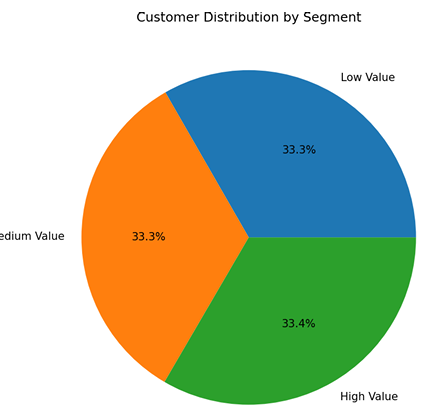 Customer Distribution by Segment
Low Value
33.3%
edium Value
33.3%
33.4%
High Value